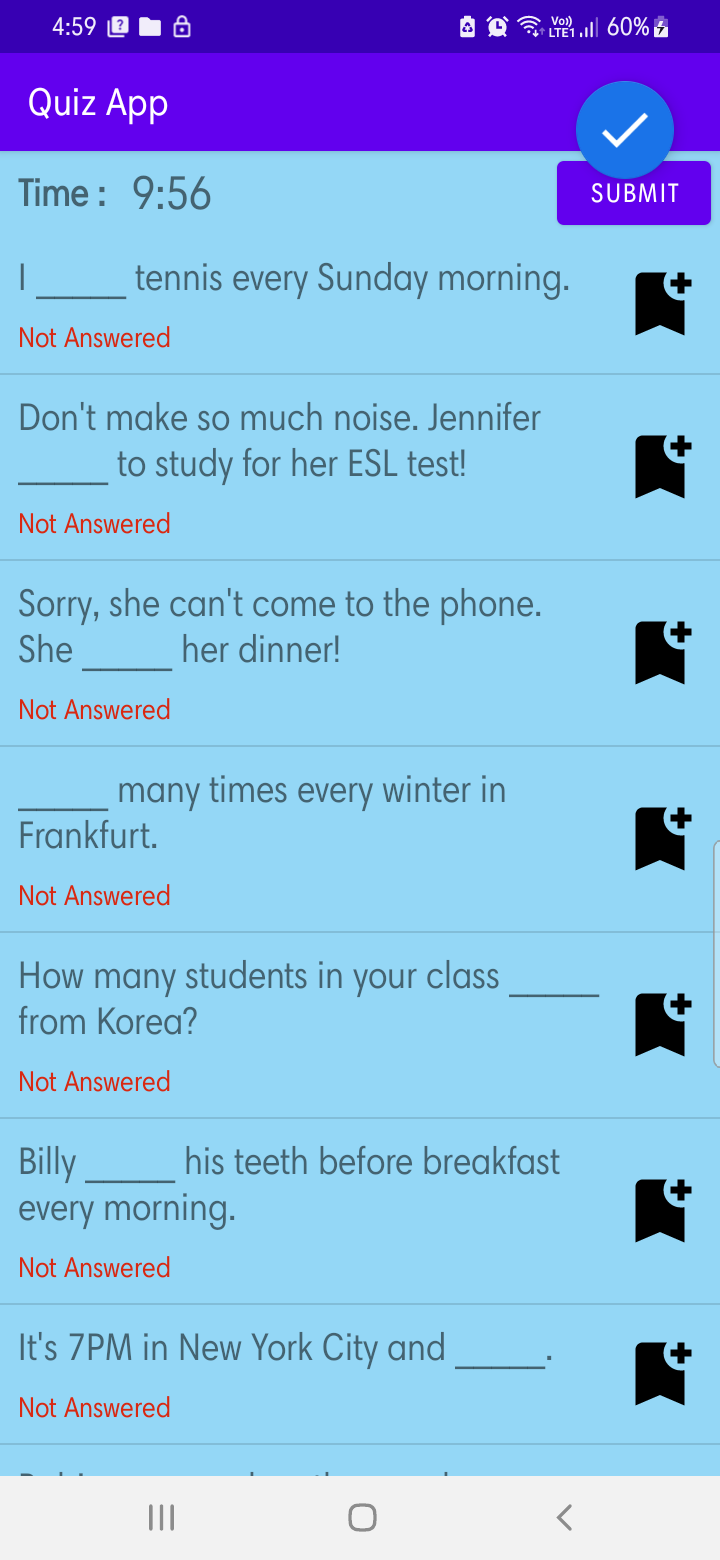 4:59
Vo)) LTE1 60%
Quiz App
Time : 9:56
SUBMIT
I _____ tennis every Sunday morning.
Not Answered
Don't make so much noise. Jennifer
_____ to study for her ESL test!
Not Answered
Sorry, she can't come to the phone.
She _____ her dinner!
Not Answered
_____ many times every winter in
Frankfurt.
Not Answered
How many students in your class _____
from Korea?
Not Answered
Billy _____ his teeth before breakfast
every morning.
Not Answered
It's 7PM in New York City and _____.
Not Answered